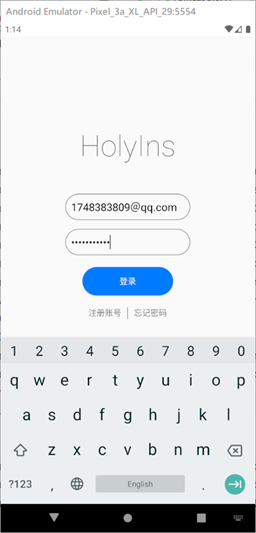 Android Emulator - Pixel_3a_XL_API_29:5554
1:14
HolyIns
1748383809@qq.com
•••••••••••
登录
注册账号 | 忘记密码
1 2 3 4 5 6 7 8 9 0
q w e r t y u i o p
a s d f g h j k l
z x c v b n m
?123 , English .